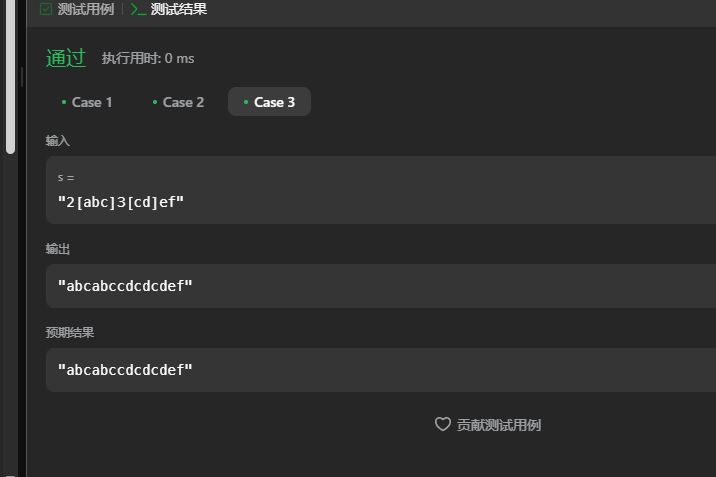 测试用例 | >_ 测试结果
通过 执行用时: 0 ms
Case 1 Case 2 Case 3
输入
s =
"2[abc]3[cd]ef"
输出
"abcabccdcdcdef"
预期结果
"abcabccdcdcdef"
贡献测试用例